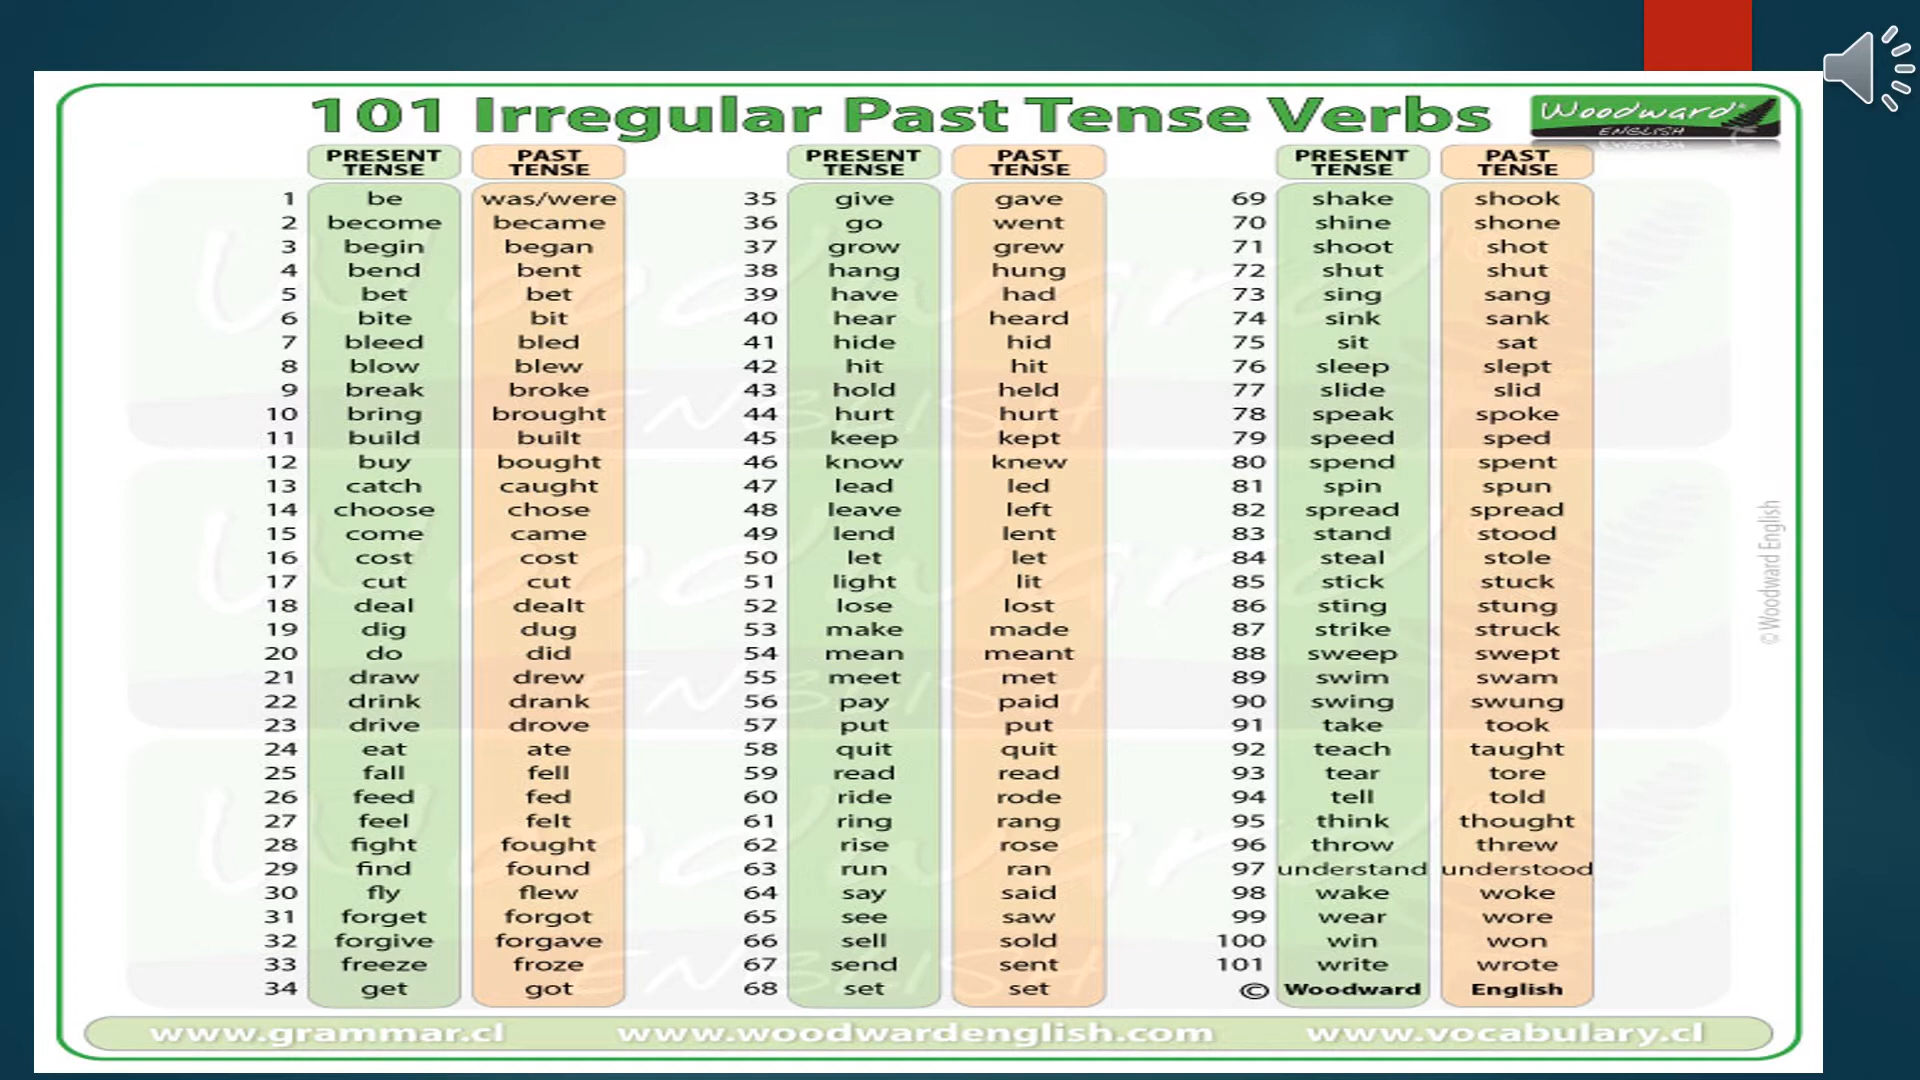 101 Irregular Past Tense Verbs
Woodward®
ENGLISH
PRESENT TENSE PAST TENSE PRESENT TENSE PAST TENSE PRESENT TENSE PAST TENSE
1 be was/were 35 give gave 69 shake shook
2 become became 36 go went 70 shine shone
3 begin began 37 grow grew 71 shoot shot
4 bend bent 38 hang hung 72 shut shut
5 bet bet 39 have had 73 sing sang
6 bite bit 40 hear heard 74 sink sank
7 bleed bled 41 hide hid 75 sit sat
8 blow blew 42 hit hit 76 sleep slept
9 break broke 43 hold held 77 slide slid
10 bring brought 44 hurt hurt 78 speak spoke
11 build built 45 keep kept 79 speed sped
12 buy bought 46 know knew 80 spend spent
13 catch caught 47 lead led 81 spin spun
14 choose chose 48 leave left 82 spread spread
15 come came 49 lend lent 83 stand stood
16 cost cost 50 let let 84 steal stole
17 cut cut 51 light lit 85 stick stuck
18 deal dealt 52 lose lost 86 sting stung
19 dig dug 53 make made 87 strike struck
20 do did 54 mean meant 88 sweep swept
21 draw drew 55 meet met 89 swim swam
22 drink drank 56 pay paid 90 swing swung
23 drive drove 57 put put 91 take took
24 eat ate 58 quit quit 92 teach taught
25 fall fell 59 read read 93 tear tore
26 feed fed 60 ride rode 94 tell told
27 feel felt 61 ring rang 95 think thought
28 fight fought 62 rise rose 96 throw threw
29 find found 63 run ran 97 understand understood
30 fly flew 64 say said 98 wake woke
31 forget forgot 65 see saw 99 wear wore
32 forgive forgave 66 sell sold 100 win won
33 freeze froze 67 send sent 101 write wrote
34 get got 68 set set © Woodward English
© Woodward English
www.grammar.cl www.woodwardenglish.com www.vocabulary.cl